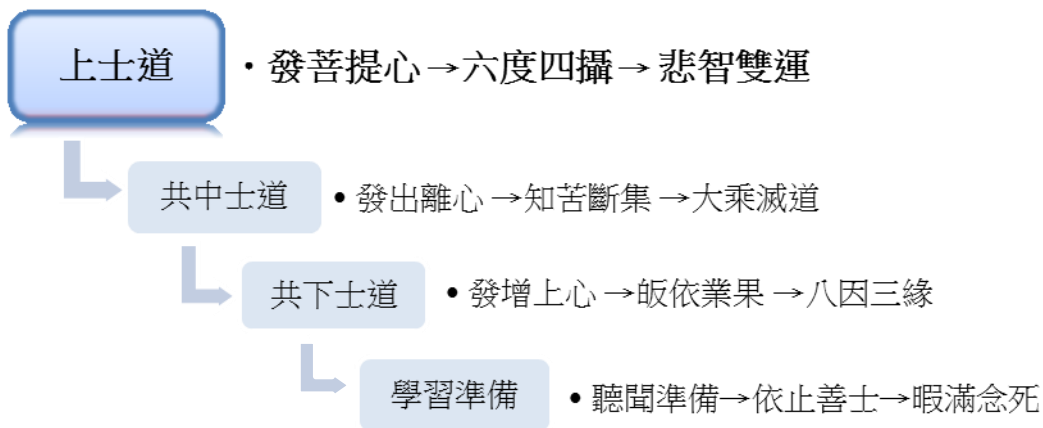 上士道 ・發菩提心→六度四攝→悲智雙運
共中士道 •發出離心→知苦斷集→大乘滅道
共下士道 •發增上心→皈依業果→八因三緣
學習準備 •聽聞準備→依止善士→暇滿念死